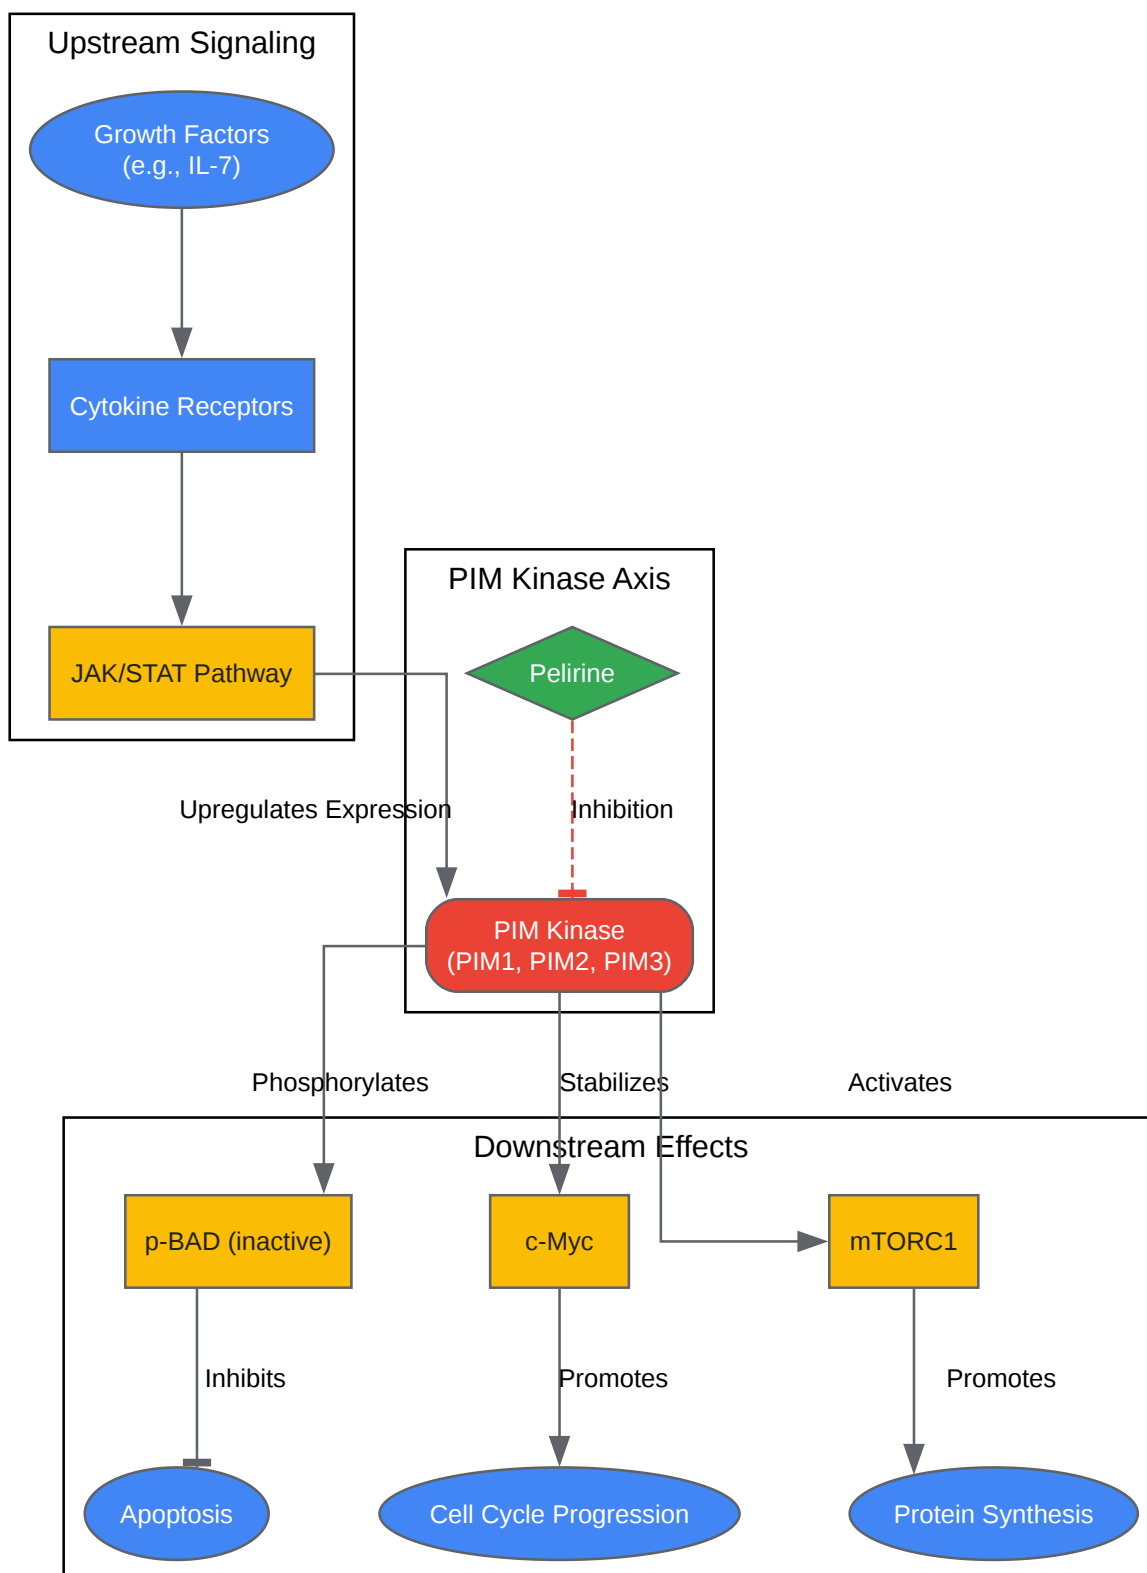 Upstream Signaling
Growth Factors
(e.g., IL-7)
Cytokine Receptors
JAK/STAT Pathway
PIM Kinase Axis
Pelirine
Upregulates Expression
Inhibition
PIM Kinase
(PIM1, PIM2, PIM3)
Phosphorylates
Stabilizes
Activates
Downstream Effects
p-BAD (inactive)
c-Myc
mTORC1
Inhibits
Promotes
Promotes
Apoptosis
Cell Cycle Progression
Protein Synthesis